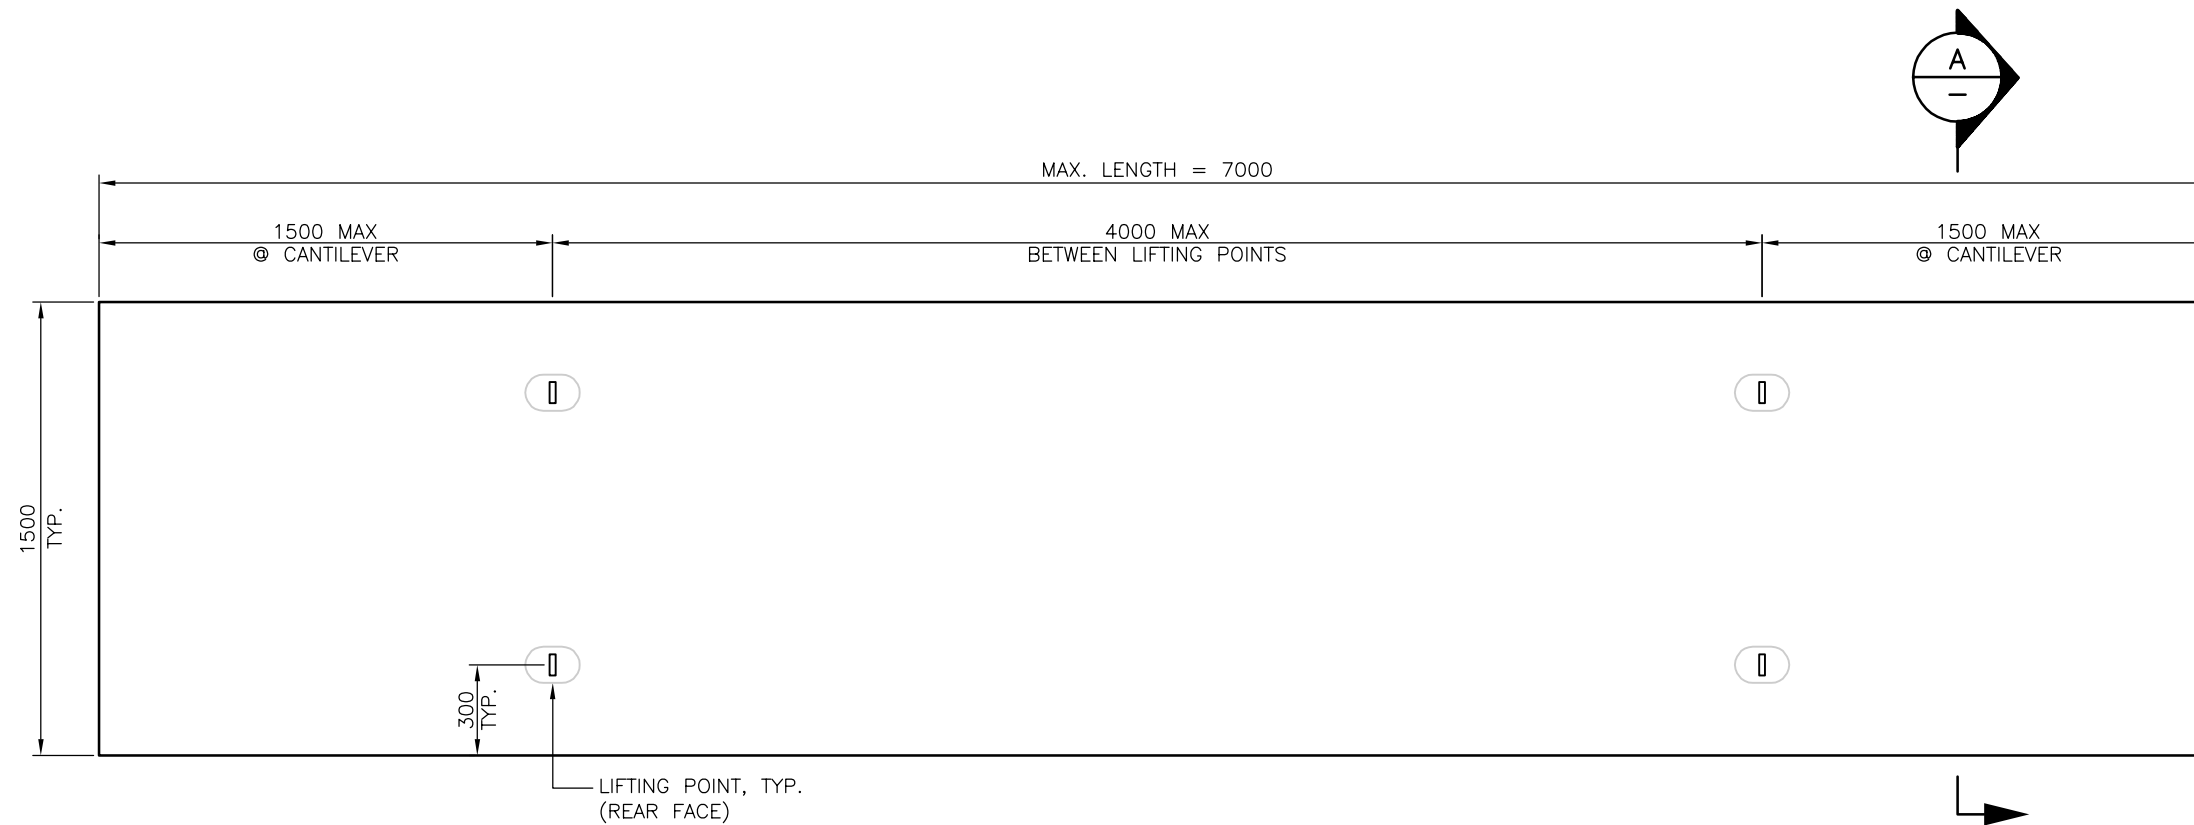 A
–
MAX. LENGTH = 7000
1500 MAX
@ CANTILEVER
4000 MAX
BETWEEN LIFTING POINTS
1500 MAX
@ CANTILEVER
1500
TYP.
300
TYP.
LIFTING POINT, TYP.
(REAR FACE)